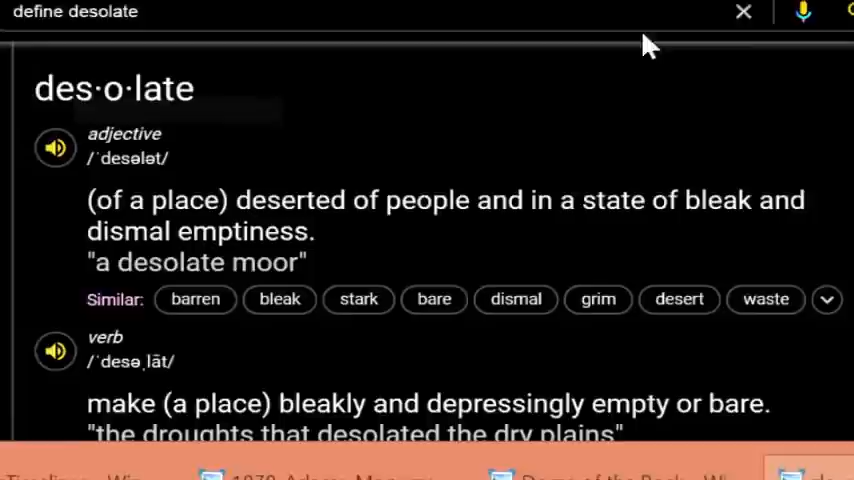 define desolate
des·o·late
adjective
/ˈdesələt/
(of a place) deserted of people and in a state of bleak and
dismal emptiness.
"a desolate moor"
Similar: barren bleak stark bare dismal grim desert waste
verb
/ˈdesəˌlāt/
make (a place) bleakly and depressingly empty or bare.
"the droughts that desolated the dry plains"